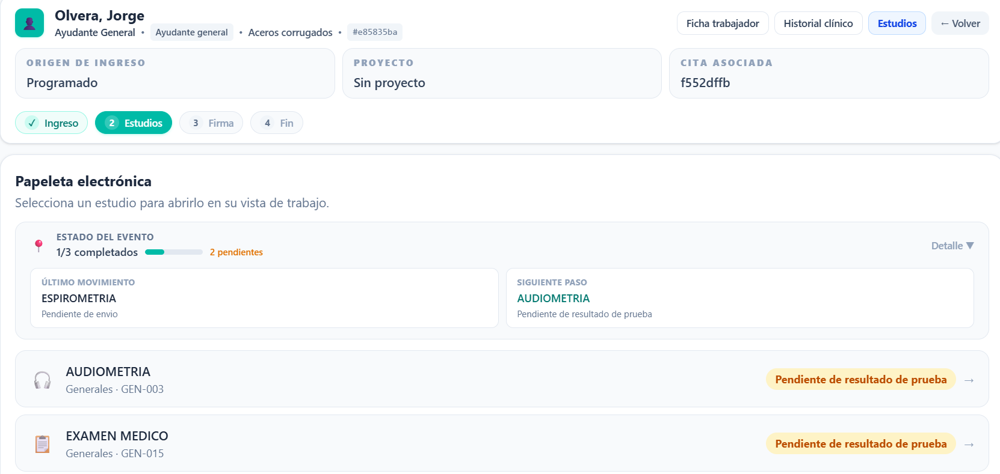 Olvera, Jorge
Ayudante General • Ayudante general • Aceros corrugados • #e85835ba
Ficha trabajador
Historial clínico
Estudios
← Volver
ORIGEN DE INGRESO
Programado
PROYECTO
Sin proyecto
CITA ASOCIADA
f552dffb
✓ Ingreso
2 Estudios
3 Firma
4 Fin
Papeleta electrónica
Selecciona un estudio para abrirlo en su vista de trabajo.
ESTADO DEL EVENTO
1/3 completados 2 pendientes
Detalle ▼
ÚLTIMO MOVIMIENTO
ESPIROMETRIA
Pendiente de envio
SIGUIENTE PASO
AUDIOMETRIA
Pendiente de resultado de prueba
AUDIOMETRIA
Generales · GEN-003
Pendiente de resultado de prueba →
EXAMEN MEDICO
Generales · GEN-015
Pendiente de resultado de prueba →